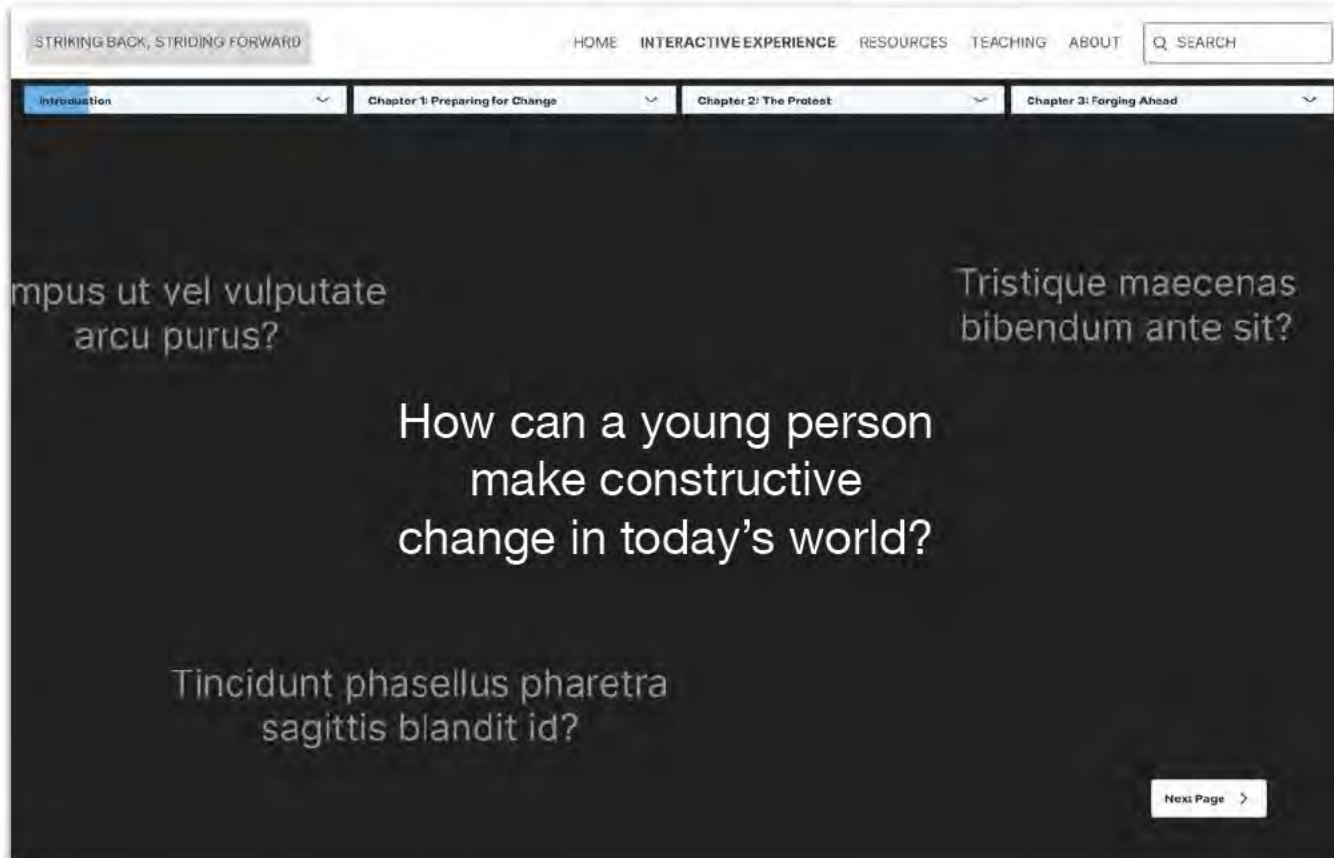 STRIKING BACK, STRIDING FORWARD
HOME INTERACTIVE EXPERIENCE RESOURCES TEACHING ABOUT SEARCH
Introduction
Chapter 1: Preparing for Change
Chapter 2: The Protest
Chapter 3: Forging Ahead
mpus ut vel vulputate
arcu purus?
Tristique maecenas
bibendum ante sit?
How can a young person
make constructive
change in today’s world?
Tincidunt phasellus pharetra
sagittis blandit id?
Next Page